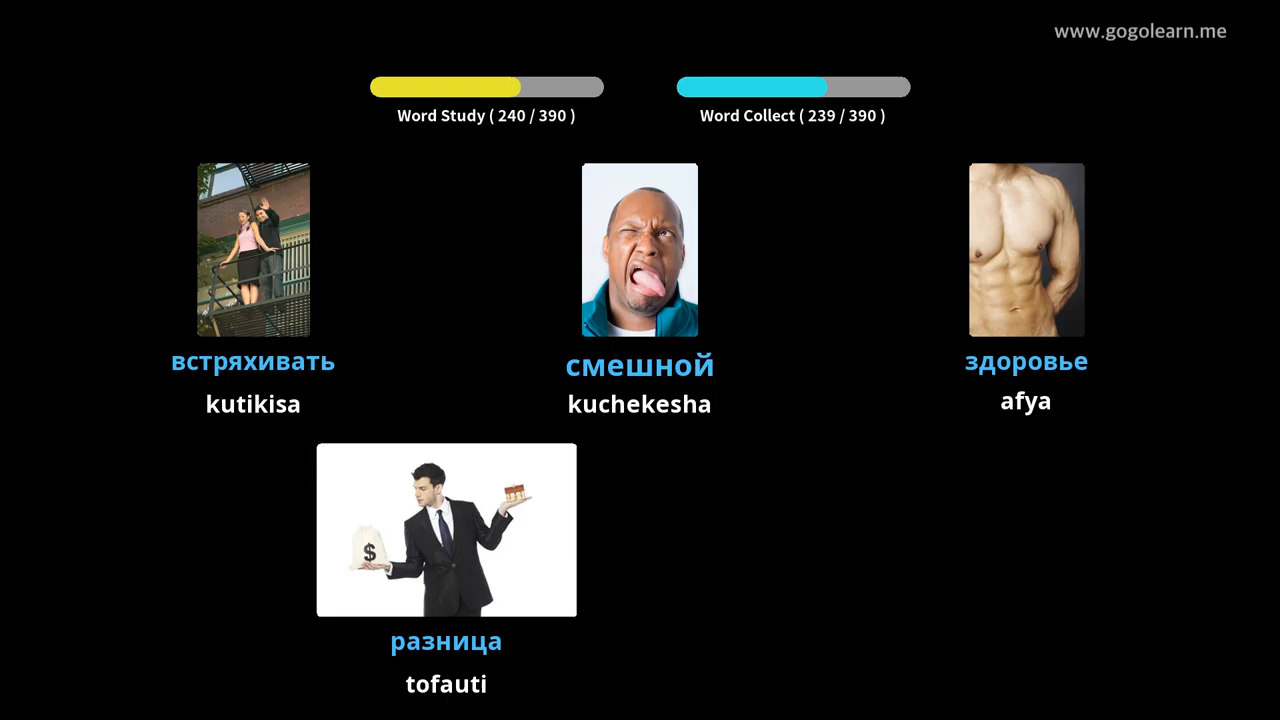 www.gogolearn.me
Word Study ( 240 / 390 )
Word Collect ( 239 / 390 )
встряхивать
kutikisa
смешной
kuchekesha
здоровье
afya
$
разница
tofauti